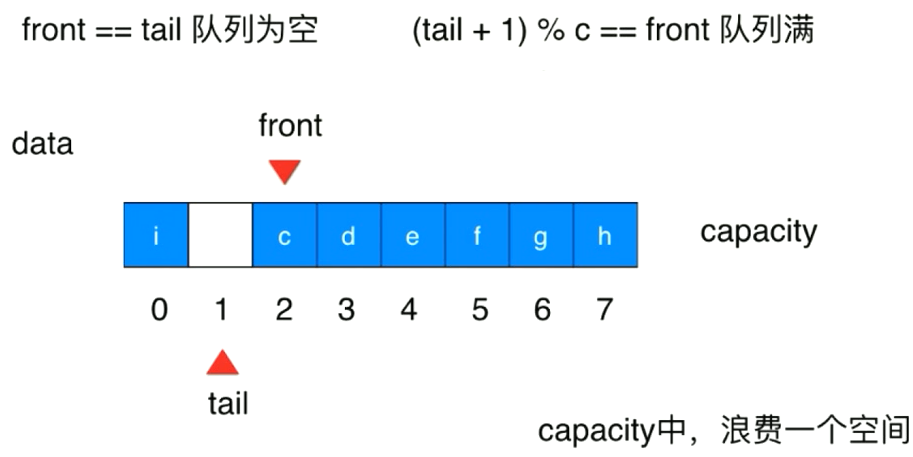 front == tail 队列为空 (tail + 1) % c == front 队列满
front
data
i c d e f g h
capacity
0 1 2 3 4 5 6 7
tail
capacity中，浪费一个空间